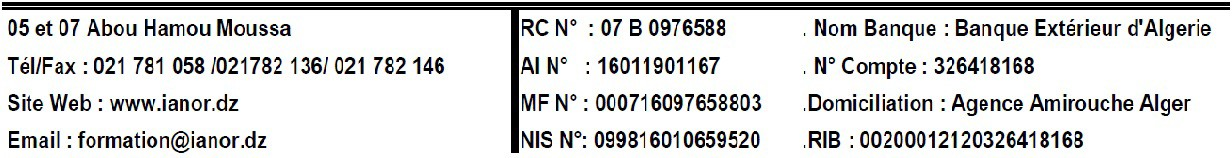 05 et 07 Abou Hamou Moussa
Tél/Fax : 021 781 058 /021782 136/ 021 782 146
Site Web : www.ianor.dz
Email : formation@ianor.dz
RC N° : 07 B 0976588
AI N° : 16011901167
MF N° : 000716097658803
NIS N°: 099816010659520
. Nom Banque : Banque Extérieur d'Algerie
. N° Compte : 326418168
.Domiciliation : Agence Amirouche Alger
.RIB : 00200012120326418168